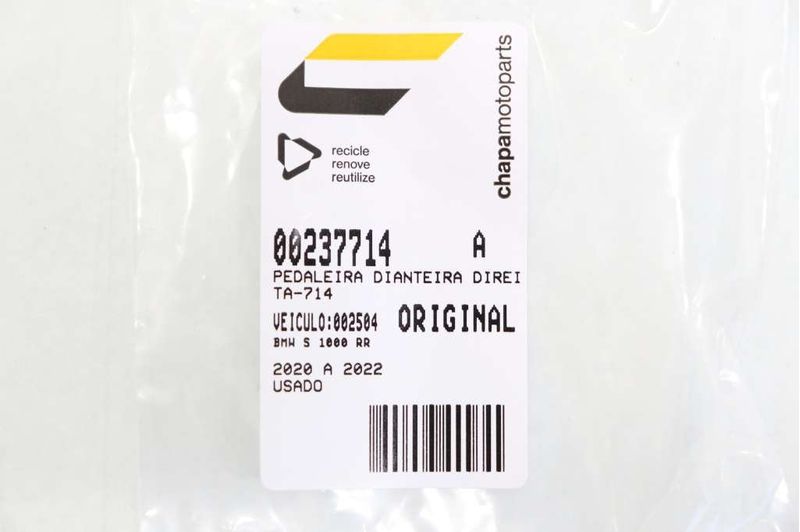 chapamotoparts
recicle
renove
reutilize
00237714 A
PEDALEIRA DIANTEIRA DIREI
TA-714
VEICULO:002504 ORIGINAL
BMW S 1000 RR
2020 A 2022
USADO